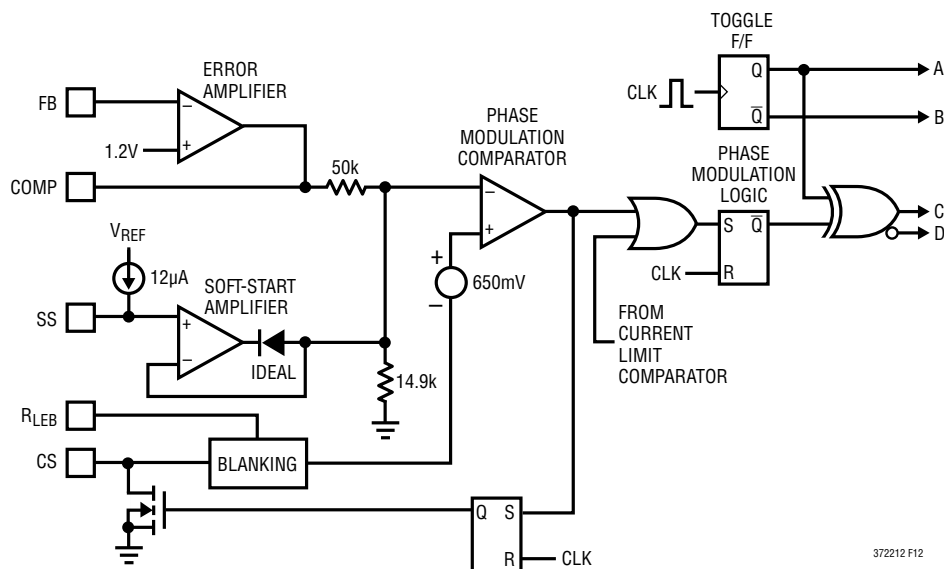 TOGGLE
F/F
Q
A
CLK
Q̅
B
ERROR
AMPLIFIER
FB
−
+
1.2V
COMP
50k
PHASE
MODULATION
COMPARATOR
−
+
PHASE
MODULATION
LOGIC
S
Q̅
CLK
R
C
D
V_REF
12µA
SOFT-START
AMPLIFIER
SS
+
−
IDEAL
+
650mV
−
14.9k
FROM
CURRENT
LIMIT
COMPARATOR
R_LEB
CS
BLANKING
Q
S
R
CLK
372212 F12